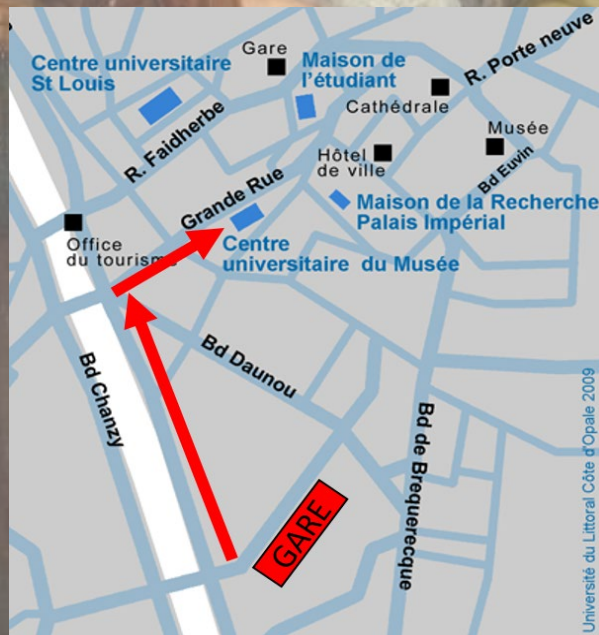 Centre universitaire
St Louis
Gare
Maison de
l'étudiant
R. Porte neuve
Cathédrale
R. Faidherbe
Musée
Hôtel
de ville
Bd Euvin
Grande Rue
Maison de la Recherche
Palais Impérial
Office
du tourisme
Centre
universitaire du Musée
Bd Daunou
Bd Chanzy
Bd de Brequerecque
GARE
Université du Littoral Côte d'Opale 2009